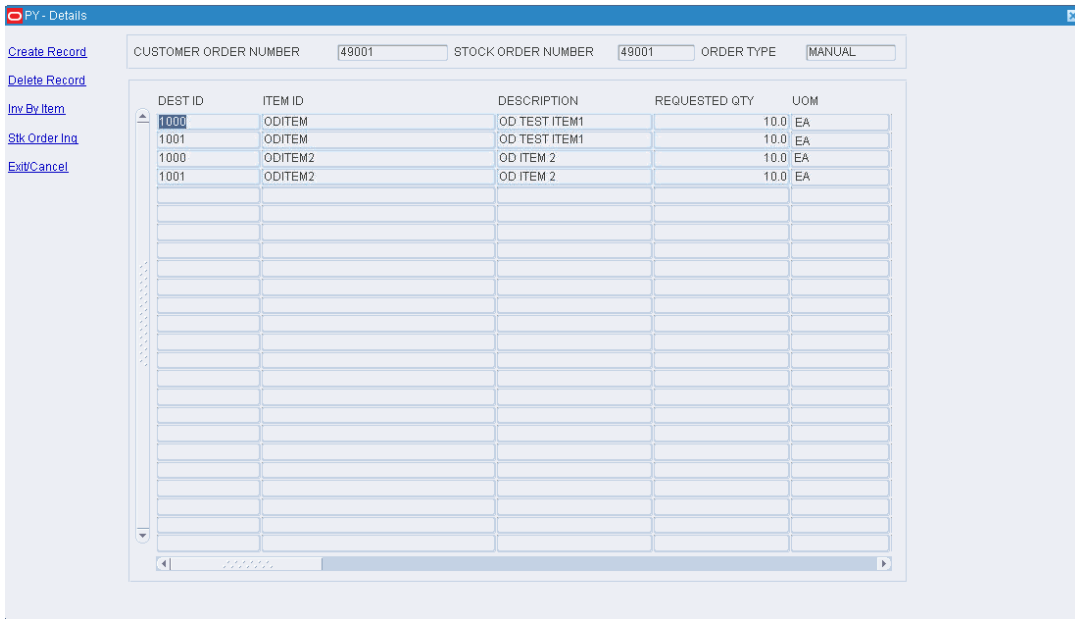 PY - Details
Create Record
Delete Record
Inv By Item
Stk Order Inq
Exit/Cancel
CUSTOMER ORDER NUMBER 49001 STOCK ORDER NUMBER 49001 ORDER TYPE MANUAL
DEST ID ITEM ID DESCRIPTION REQUESTED QTY UOM
1000 ODITEM OD TEST ITEM1 10.0 EA
1001 ODITEM OD TEST ITEM1 10.0 EA
1000 ODITEM2 OD ITEM 2 10.0 EA
1001 ODITEM2 OD ITEM 2 10.0 EA